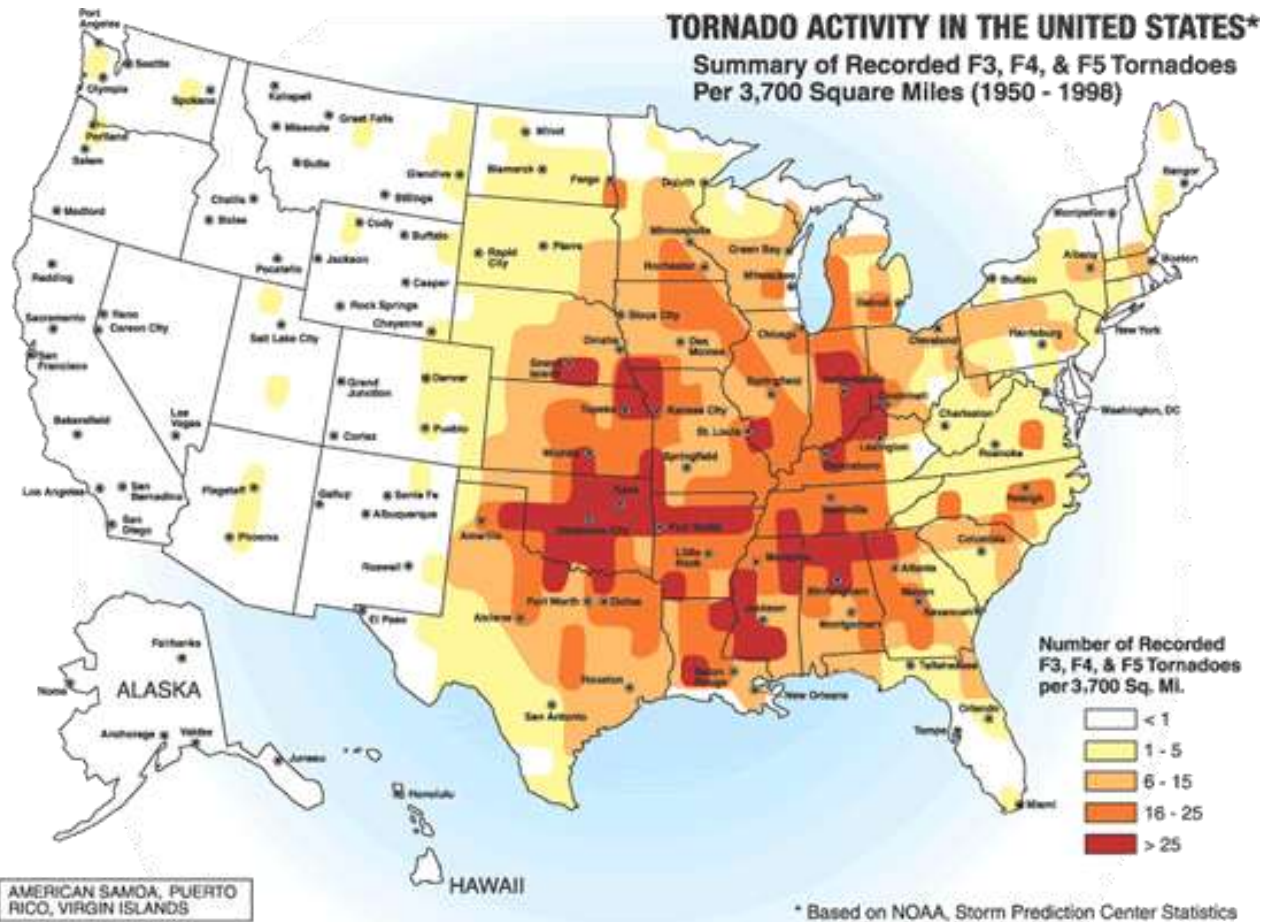 TORNADO ACTIVITY IN THE UNITED STATES*
Summary of Recorded F3, F4, & F5 Tornadoes
Per 3,700 Square Miles (1950 - 1998)
Port
Angeles
Seattle
Olympia
Spokane
Portland
Salem
Medford
Kalispell
Great Falls
Missoula
Butte
Glendive
Billings
Challis
Boise
Pocatello
Cody
Buffalo
Jackson
Casper
Rock Springs
Cheyenne
Minot
Bismarck
Fargo
Rapid
City
Pierre
Duluth
Minneapolis
Rochester
Green Bay
Milwaukee
Detroit
Chicago
Sioux City
Omaha
Des
Moines
Grand
Island
Topeka
Kansas City
Springfield
St. Louis
Wichita
Springfield
Redding
Reno
Carson City
Sacramento
San
Francisco
Bakersfield
Las
Vegas
Los Angeles
San
Bernadino
San
Diego
Salt Lake City
Grand
Junction
Denver
Pueblo
Cortez
Flagstaff
Phoenix
Gallup
Santa Fe
Albuquerque
Roswell
El Paso
Amarillo
Tulsa
Oklahoma City
Fort Smith
Little
Rock
Fort Worth
Dallas
Abilene
Houston
San Antonio
Jackson
Baton
Rouge
New Orleans
Memphis
Nashville
Birmingham
Montgomery
Atlanta
Macon
Savannah
Tallahassee
Orlando
Tampa
Miami
Columbia
Raleigh
Roanoke
Charleston
Lexington
Cincinnati
Cleveland
Harrisburg
Washington, DC
New York
Buffalo
Albany
Boston
Montpelier
Bangor
Fairbanks
Nome
ALASKA
Anchorage
Valdez
Juneau
Honolulu
HAWAII
Number of Recorded
F3, F4, & F5 Tornadoes
per 3,700 Sq. Mi.
< 1
1 - 5
6 - 15
16 - 25
> 25
AMERICAN SAMOA, PUERTO
RICO, VIRGIN ISLANDS
* Based on NOAA, Storm Prediction Center Statistics